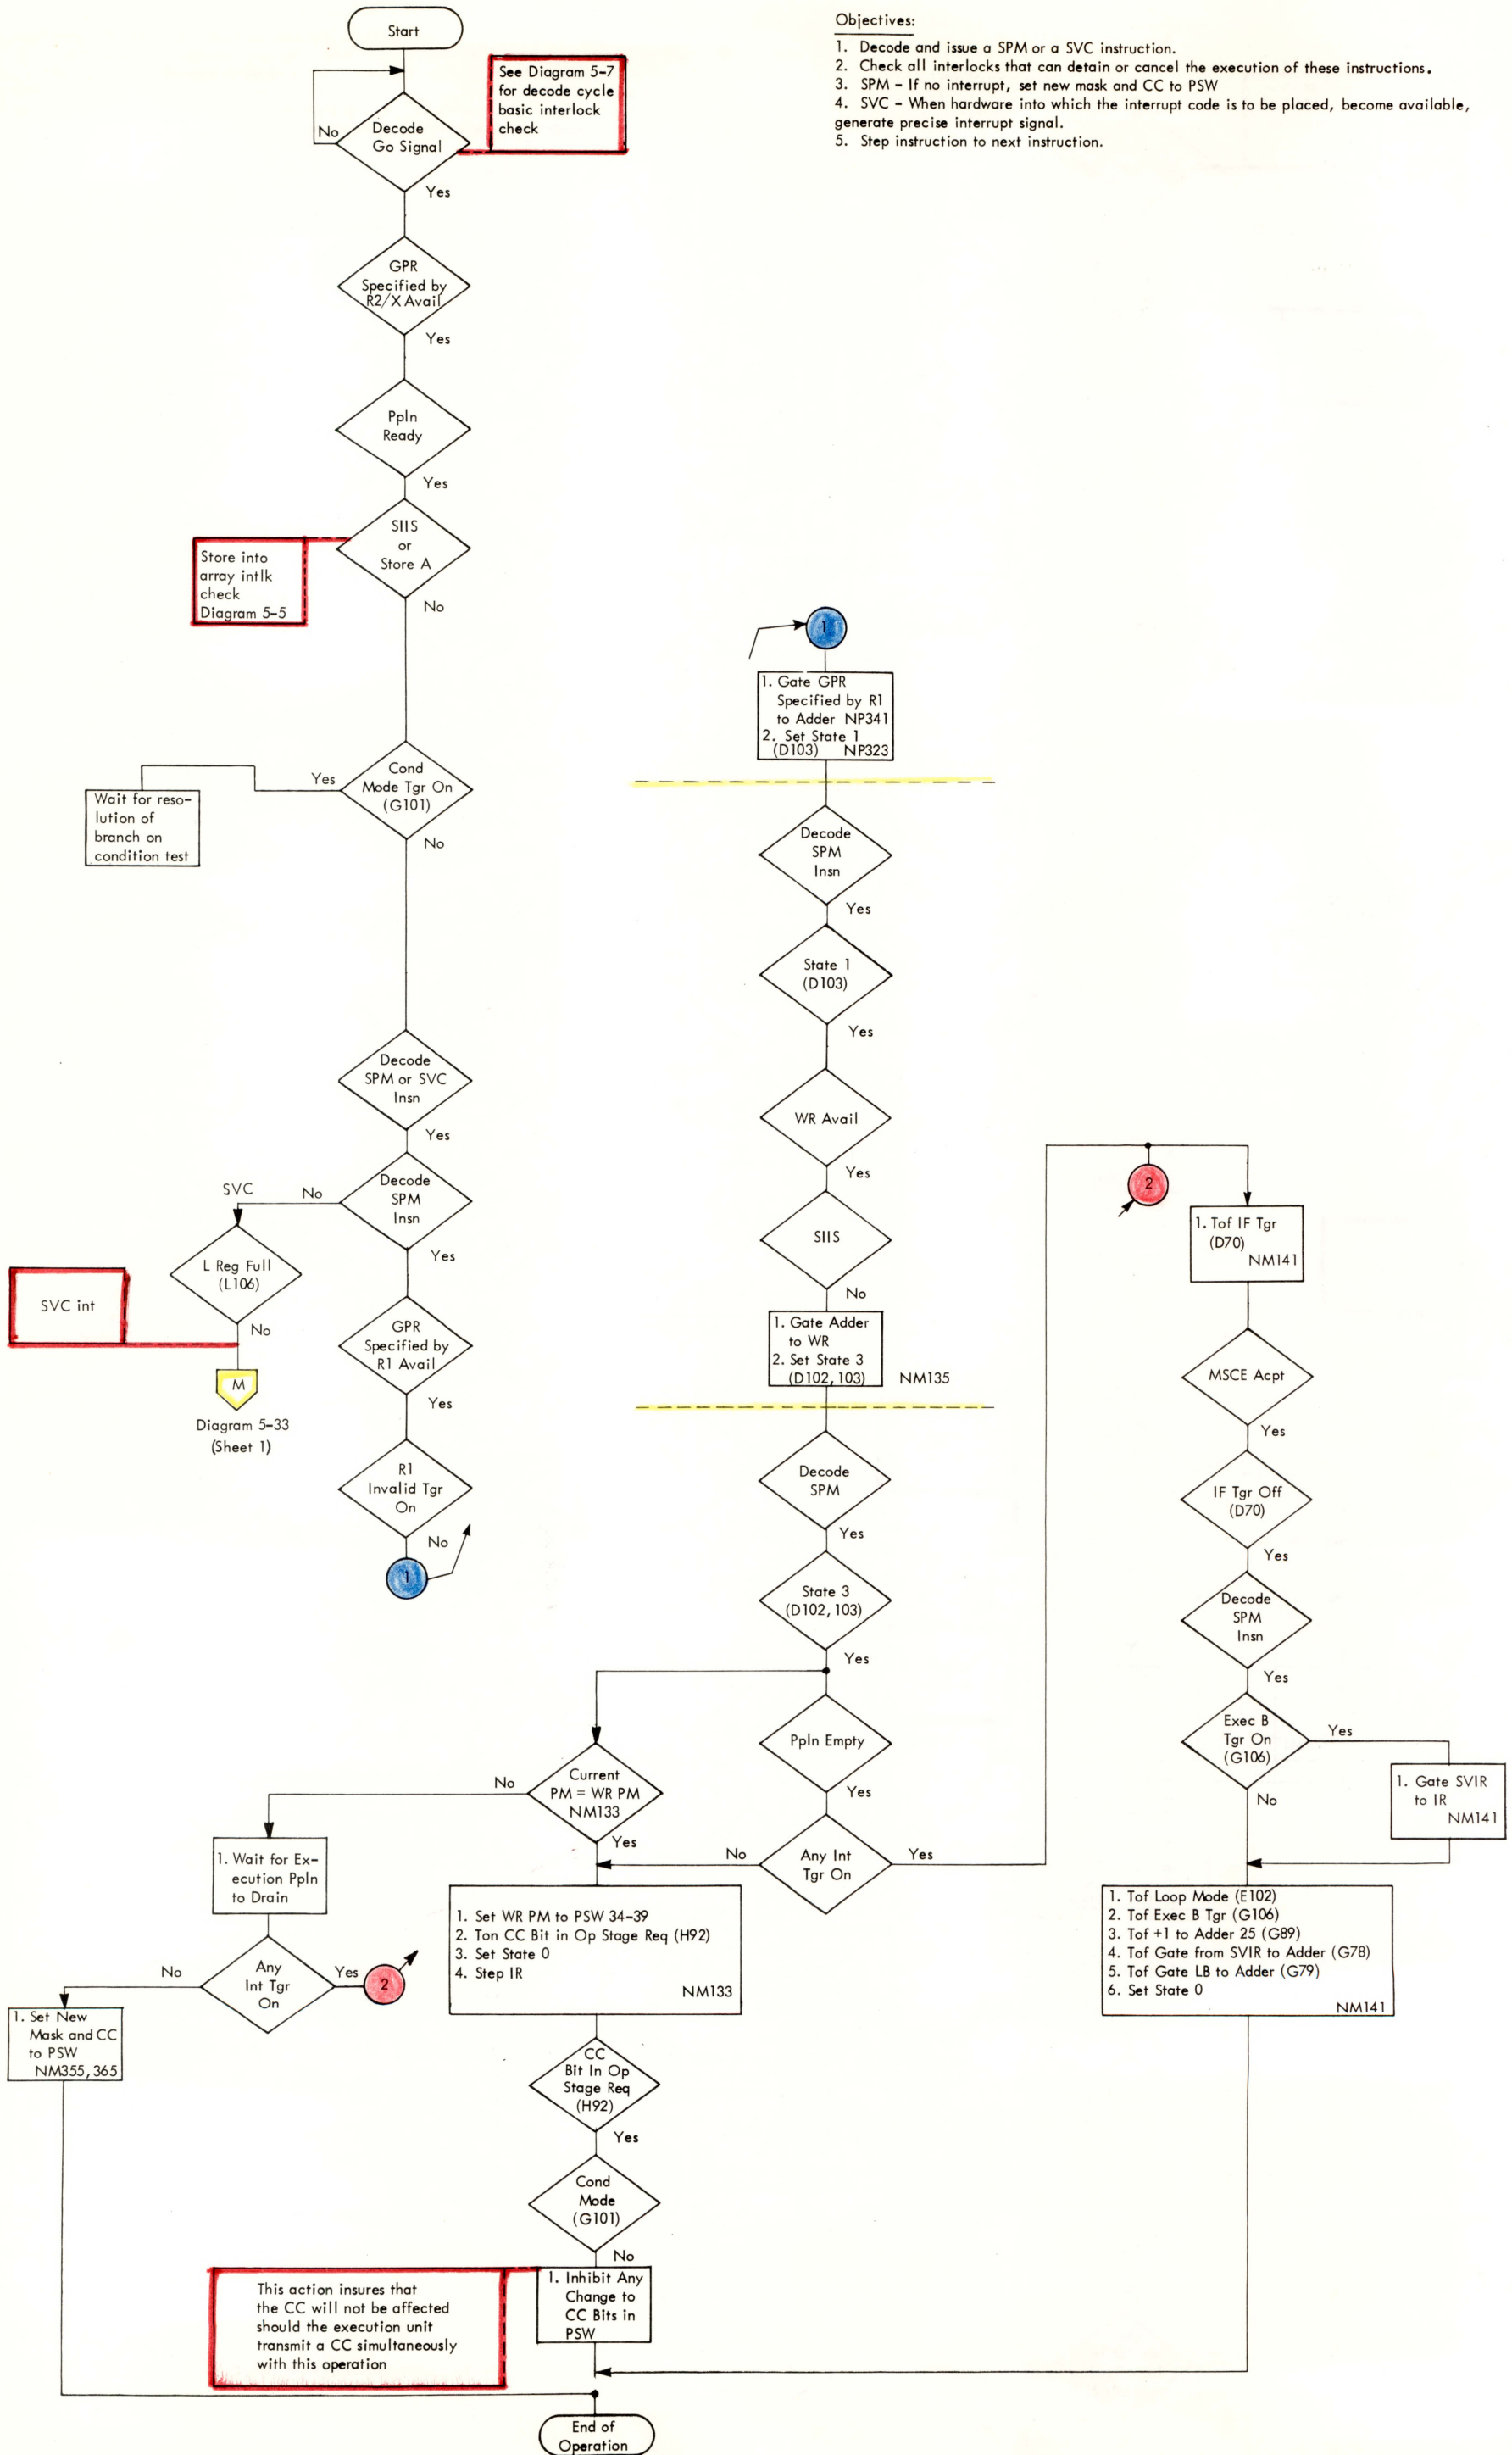 Objectives:
1. Decode and issue a SPM or a SVC instruction.
2. Check all interlocks that can detain or cancel the execution of these instructions.
3. SPM - If no interrupt, set new mask and CC to PSW
4. SVC - When hardware into which the interrupt code is to be placed, become available,
generate precise interrupt signal.
5. Step instruction to next instruction.
Start
See Diagram 5-7
for decode cycle
basic interlock
check
No
Decode
Go Signal
Yes
GPR
Specified by
R2/X Avail
Yes
Ppln
Ready
Yes
SIIS
or
Store A
Store into
array intlk
check
Diagram 5-5
No
Cond
Mode Tgr On
(G101)
Yes
Wait for reso-
lution of
branch on
condition test
No
Decode
SPM or SVC
Insn
Yes
Decode
SPM
Insn
No
SVC
L Reg Full
(L106)
SVC int
No
M
Diagram 5-33
(Sheet 1)
Yes
GPR
Specified by
R1 Avail
Yes
R1
Invalid Tgr
On
No
1
1
1. Gate GPR
Specified by R1
to Adder NP341
2. Set State 1
(D103) NP323
Decode
SPM
Insn
Yes
State 1
(D103)
Yes
WR Avail
Yes
SIIS
No
1. Gate Adder
to WR
2. Set State 3
(D102, 103)
NM135
Decode
SPM
Yes
State 3
(D102, 103)
Yes
Ppln Empty
Yes
Any Int
Tgr On
No
Yes
Current
PM = WR PM
NM133
No
Yes
1. Wait for Ex-
ecution Ppln
to Drain
Any
Int Tgr
On
Yes
2
No
1. Set New
Mask and CC
to PSW
NM355, 365
1. Set WR PM to PSW 34-39
2. Ton CC Bit in Op Stage Req (H92)
3. Set State 0
4. Step IR
NM133
CC
Bit In Op
Stage Req
(H92)
Yes
Cond
Mode
(G101)
No
1. Inhibit Any
Change to
CC Bits in
PSW
This action insures that
the CC will not be affected
should the execution unit
transmit a CC simultaneously
with this operation
2
1. Tof IF Tgr
(D70)
NM141
MSCE Acpt
Yes
IF Tgr Off
(D70)
Yes
Decode
SPM
Insn
Yes
Exec B
Tgr On
(G106)
Yes
1. Gate SVIR
to IR
NM141
No
1. Tof Loop Mode (E102)
2. Tof Exec B Tgr (G106)
3. Tof +1 to Adder 25 (G89)
4. Tof Gate from SVIR to Adder (G78)
5. Tof Gate LB to Adder (G79)
6. Set State 0
NM141
End of
Operation